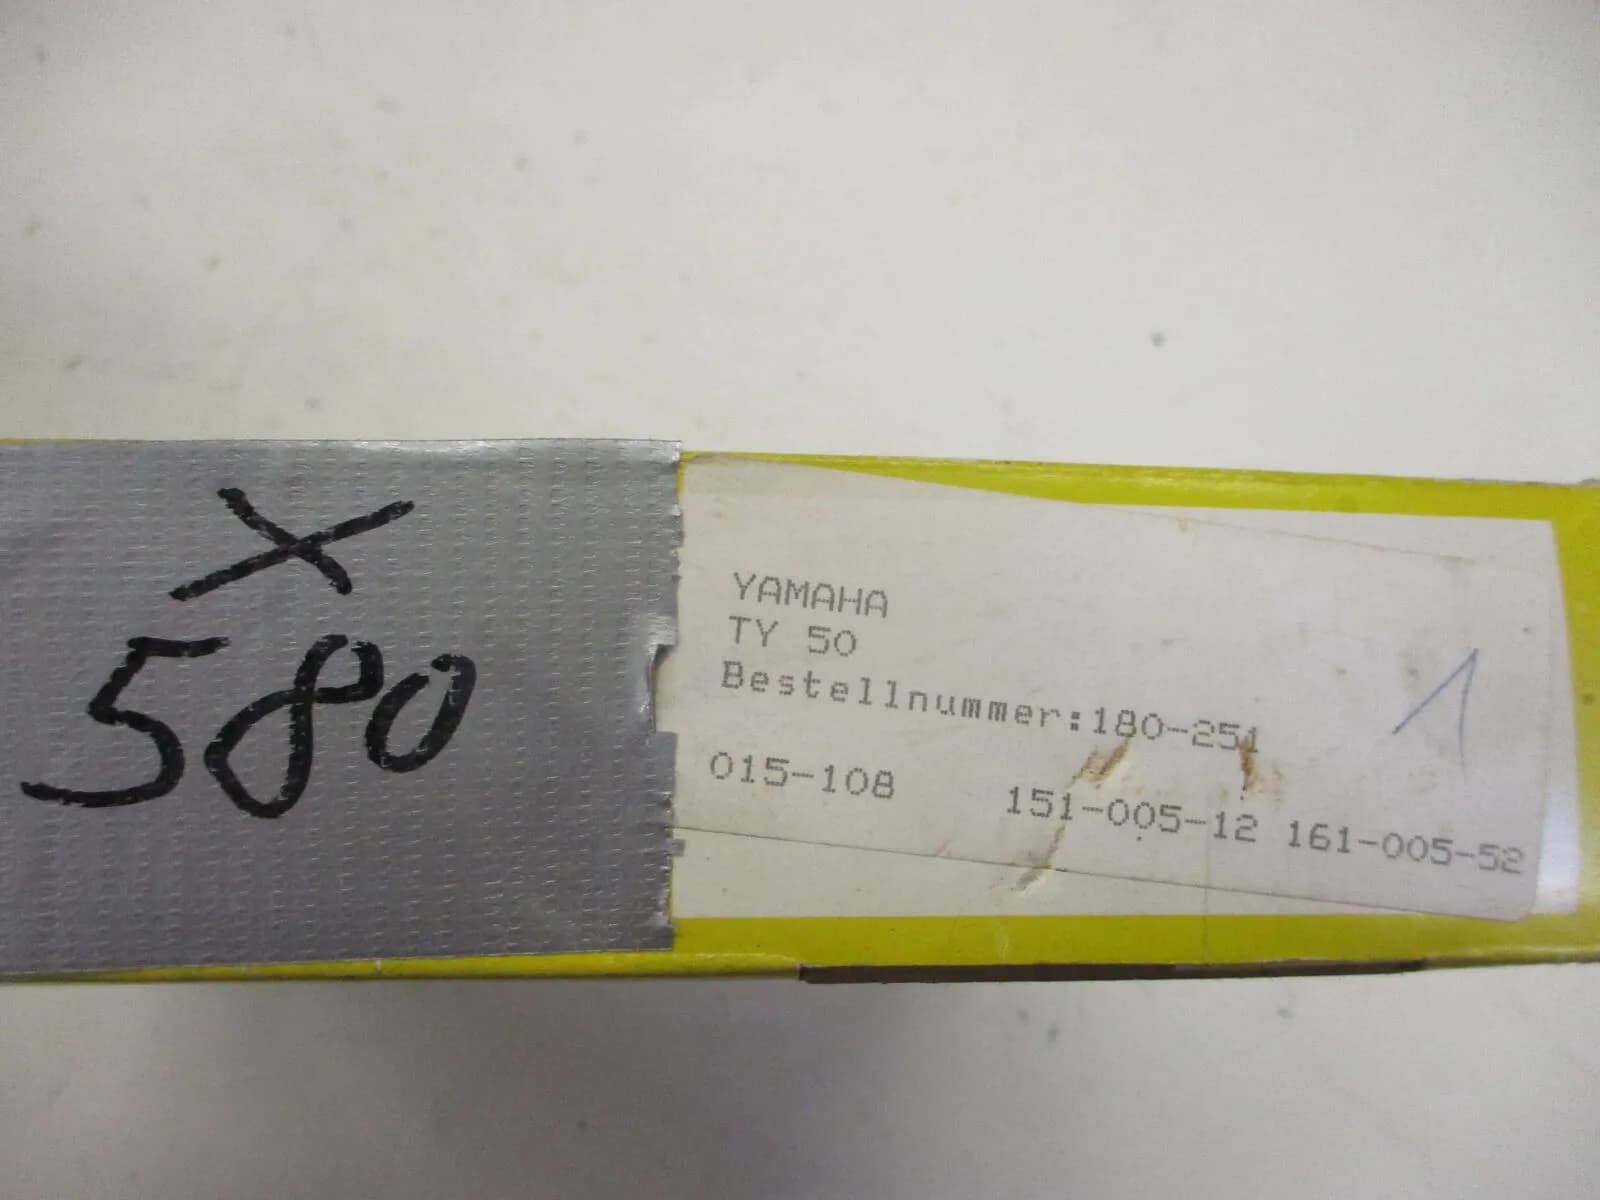 X
580
YAMAHA
TY 50
Bestellnummer:180-251
015-108 151-005-12 161-005-52
1